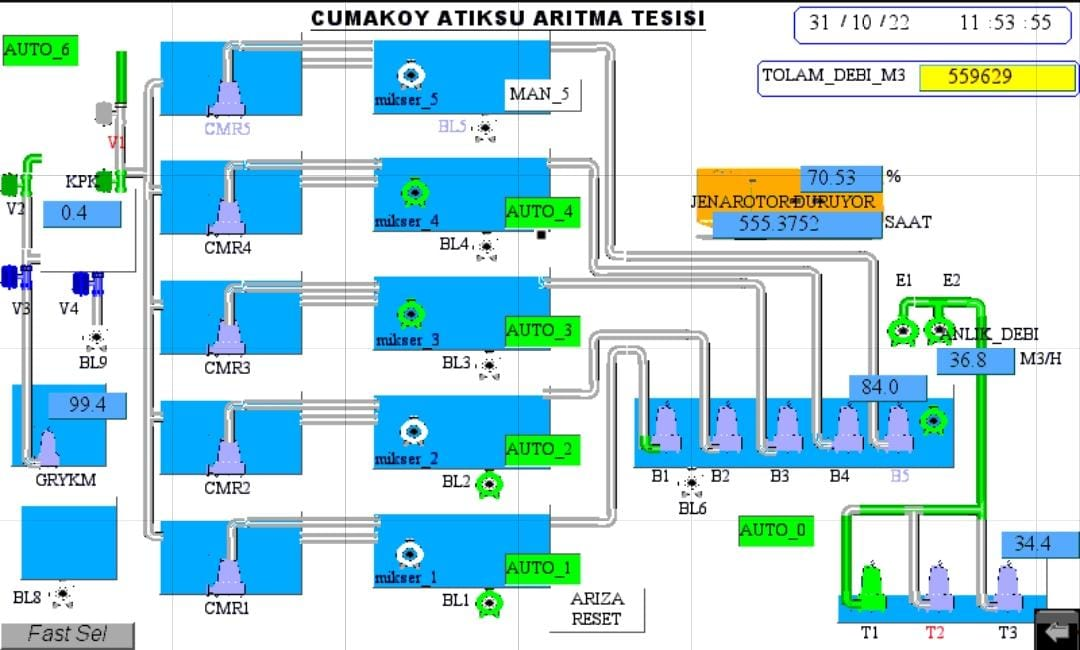 CUMAKOY ATIKSU ARITMA TESISI
31 / 10 / 22 11 : 53 : 55
AUTO_6
TOLAM_DEBI_M3 559629
MAN_5
mikser_5
CMR5
BL5
V1
KPK
V2
0.4
70.53 %
JENAROTOR DURUYOR
555.3752 SAAT
mikser_4
AUTO_4
CMR4
BL4
V3
V4
E1
E2
mikser_3
AUTO_3
CMR3
BL3
BL9
ANLIK_DEBI
36.8 M3/H
84.0
99.4
GRYKM
mikser_2
AUTO_2
CMR2
BL2
B1
B2
B3
B4
B5
BL6
AUTO_0
34.4
mikser_1
AUTO_1
CMR1
BL1
BL8
ARIZA
RESET
Fast Sel
T1
T2
T3